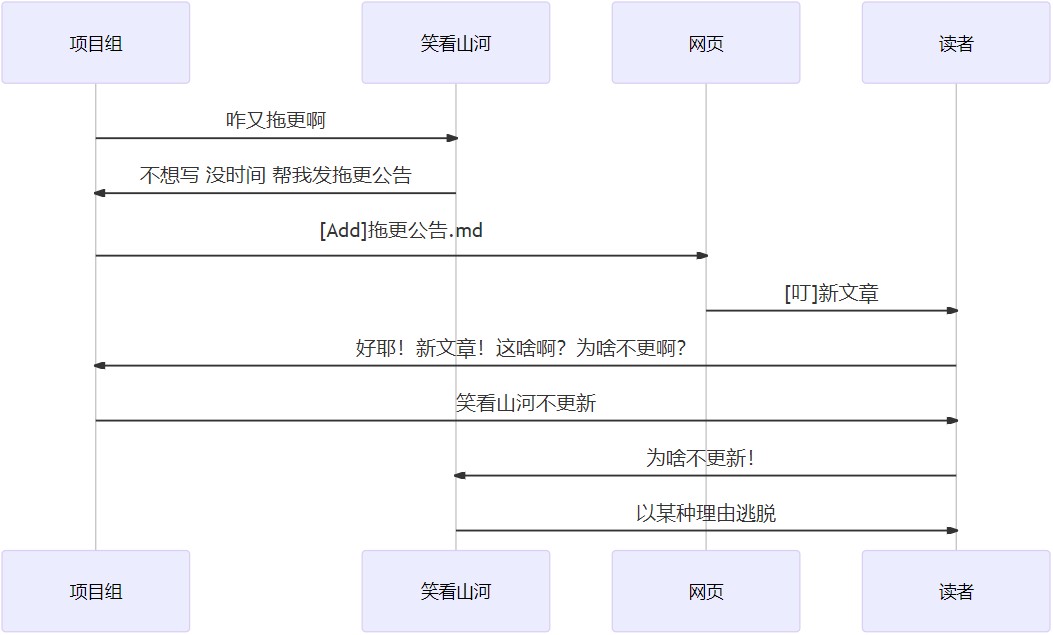 项目组
笑看山河
网页
读者
咋又拖更啊
不想写 没时间 帮我发拖更公告
[Add]拖更公告.md
[叮]新文章
好耶！新文章！这啥啊？为啥不更啊？
笑看山河不更新
为啥不更新！
以某种理由逃脱
项目组
笑看山河
网页
读者